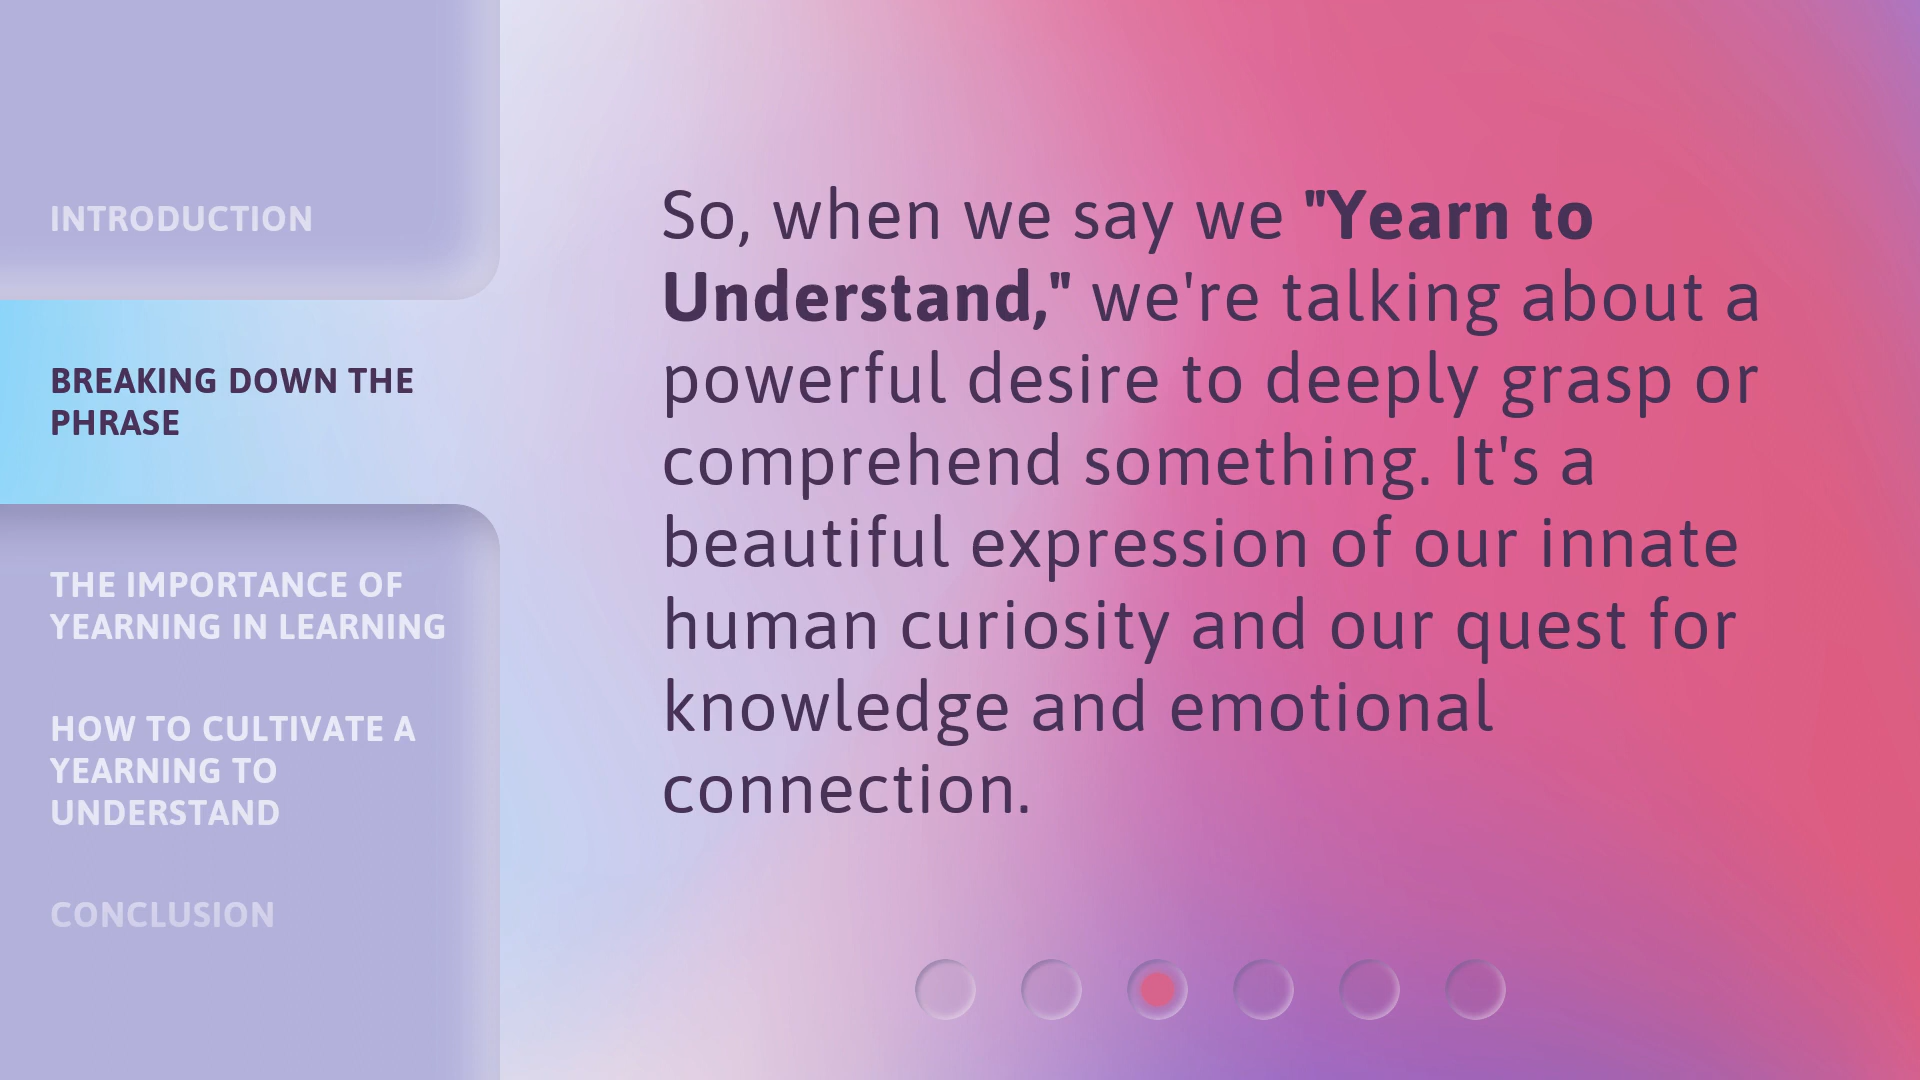 INTRODUCTION
BREAKING DOWN THE
PHRASE
THE IMPORTANCE OF
YEARNING IN LEARNING
HOW TO CULTIVATE A
YEARNING TO
UNDERSTAND
CONCLUSION
So, when we say we "Yearn to
Understand," we're talking about a
powerful desire to deeply grasp or
comprehend something. It's a
beautiful expression of our innate
human curiosity and our quest for
knowledge and emotional
connection.